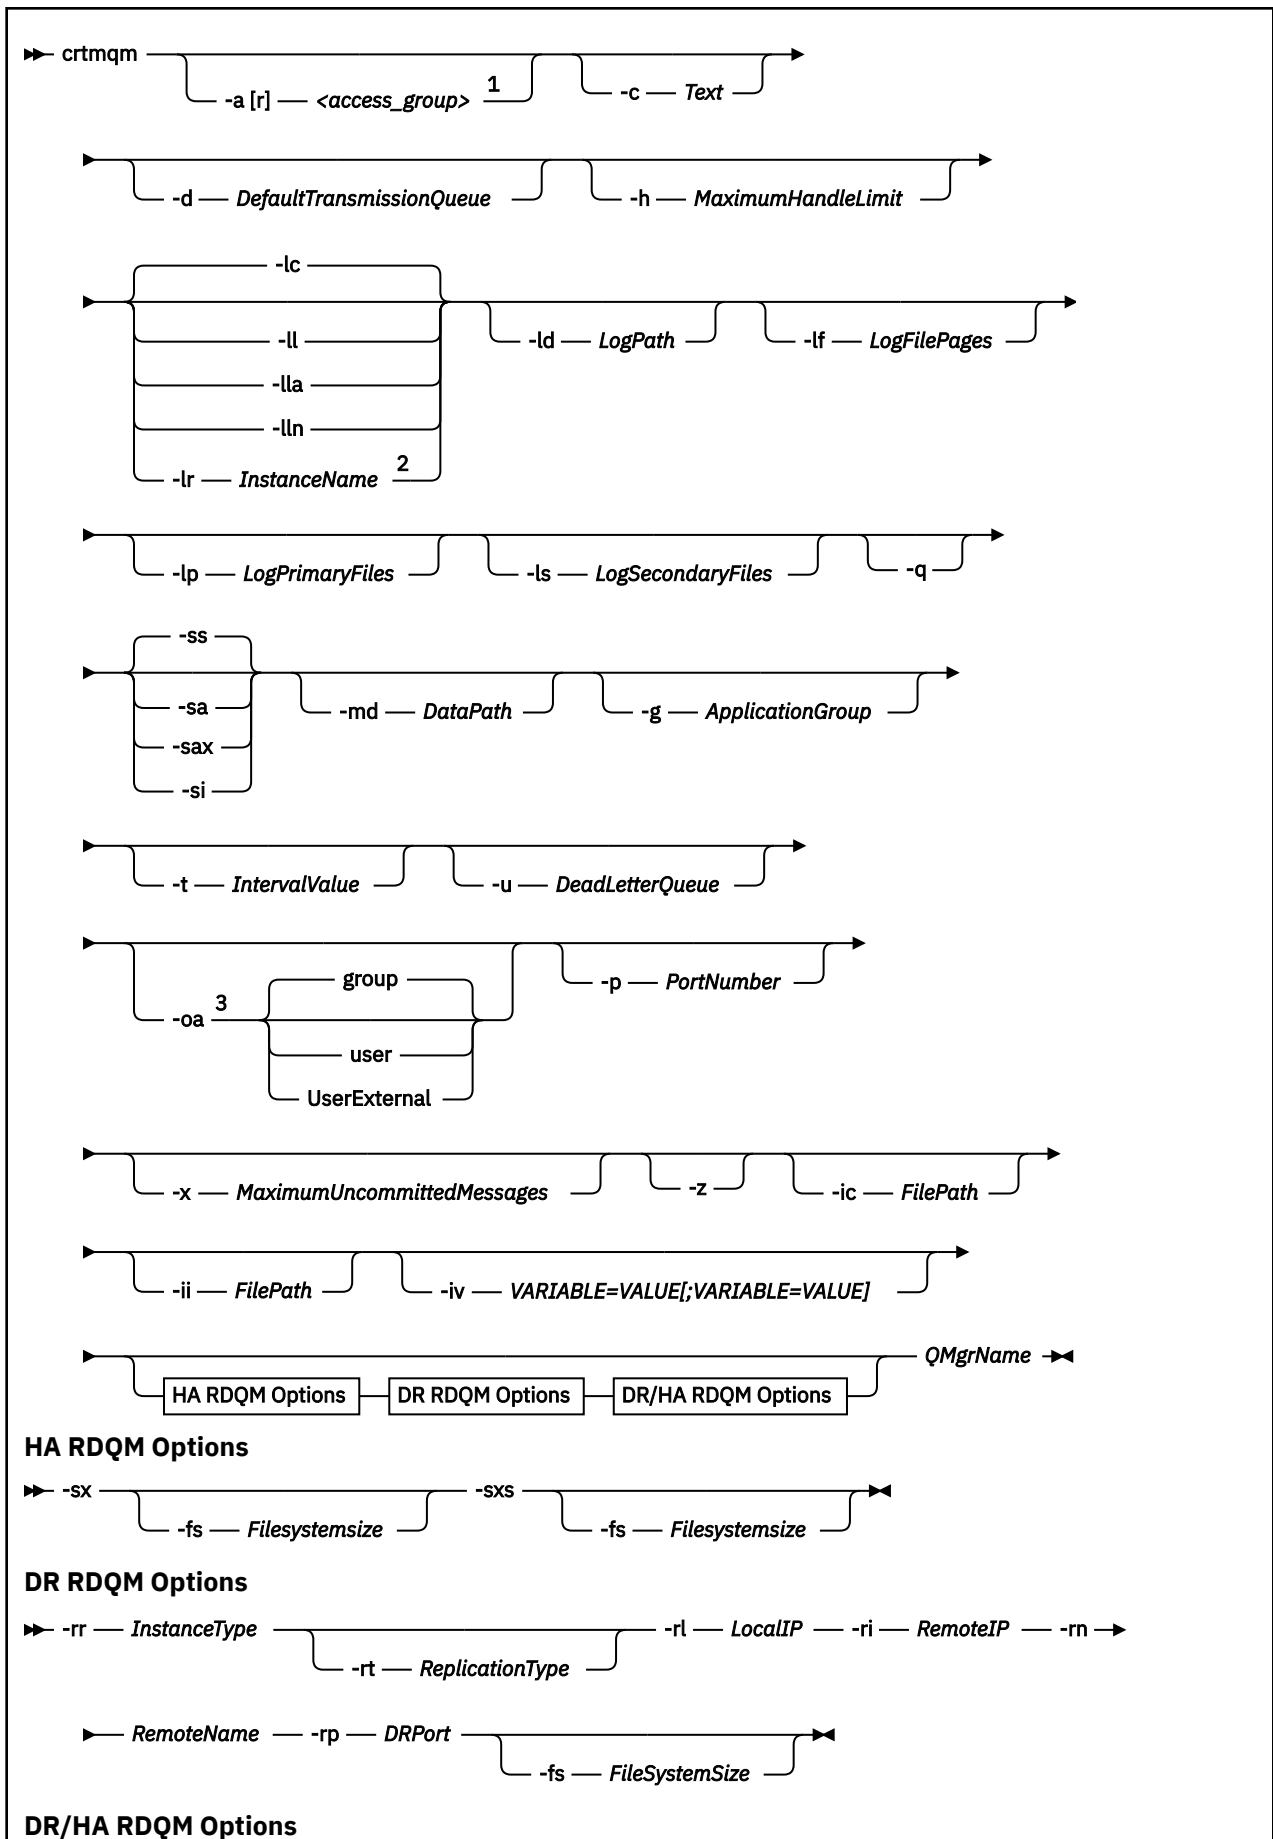 crtmqm
-a [r] <access_group> 1
-c Text
-d DefaultTransmissionQueue
-h MaximumHandleLimit
-lc
-ll
-lla
-lln
-lr InstanceName 2
-ld LogPath
-lf LogFilePages
-lp LogPrimaryFiles
-ls LogSecondaryFiles
-q
-ss
-sa
-sax
-si
-md DataPath
-g ApplicationGroup
-t IntervalValue
-u DeadLetterQueue
-oa 3
group
user
UserExternal
-p PortNumber
-x MaximumUncommittedMessages
-z
-ic FilePath
-ii FilePath
-iv VARIABLE=VALUE[;VARIABLE=VALUE]
HA RDQM Options
DR RDQM Options
DR/HA RDQM Options
QMgrName
HA RDQM Options
-sx
-fs Filesystemsize
-sxs
-fs Filesystemsize
DR RDQM Options
-rr InstanceType
-rt ReplicationType
-rl LocalIP -ri RemoteIP -rn
RemoteName -rp DRPort
-fs FileSystemSize
DR/HA RDQM Options